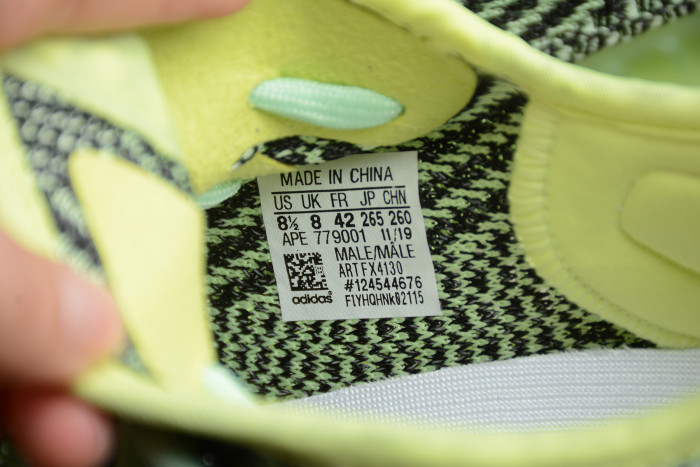 MADE IN CHINA
US UK FR JP CHN
8½ 8 42 265 260
APE 779001 11/19
MALE/MÂLE
ART FX4130
#124544676
adidas FIYHQHNKB2115